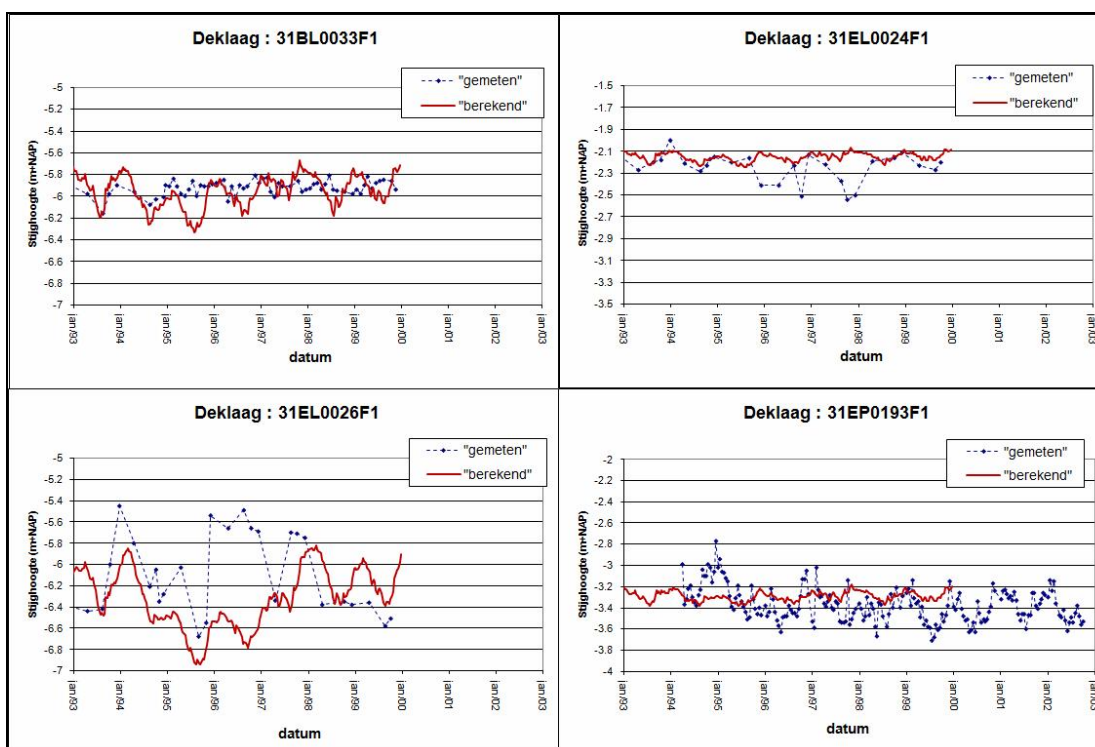 Deklaag : 31BL0033F1
"gemeten"
"berekend"
Stijghoogte (m+NAP)
-5
-5.2
-5.4
-5.6
-5.8
-6
-6.2
-6.4
-6.6
-6.8
-7
jan/93
jan/94
jan/95
jan/96
jan/97
jan/98
jan/99
jan/00
jan/01
jan/02
jan/03
datum
Deklaag : 31EL0024F1
"gemeten"
"berekend"
Stijghoogte (m+NAP)
-1.5
-1.7
-1.9
-2.1
-2.3
-2.5
-2.7
-2.9
-3.1
-3.3
-3.5
jan/93
jan/94
jan/95
jan/96
jan/97
jan/98
jan/99
jan/00
jan/01
jan/02
jan/03
datum
Deklaag : 31EL0026F1
"gemeten"
"berekend"
Stijghoogte (m+NAP)
-5
-5.2
-5.4
-5.6
-5.8
-6
-6.2
-6.4
-6.6
-6.8
-7
jan/93
jan/94
jan/95
jan/96
jan/97
jan/98
jan/99
jan/00
jan/01
jan/02
jan/03
datum
Deklaag : 31EP0193F1
"gemeten"
"berekend"
Stijghoogte (m+NAP)
-2
-2.2
-2.4
-2.6
-2.8
-3
-3.2
-3.4
-3.6
-3.8
-4
jan/93
jan/94
jan/95
jan/96
jan/97
jan/98
jan/99
jan/00
jan/01
jan/02
jan/03
datum